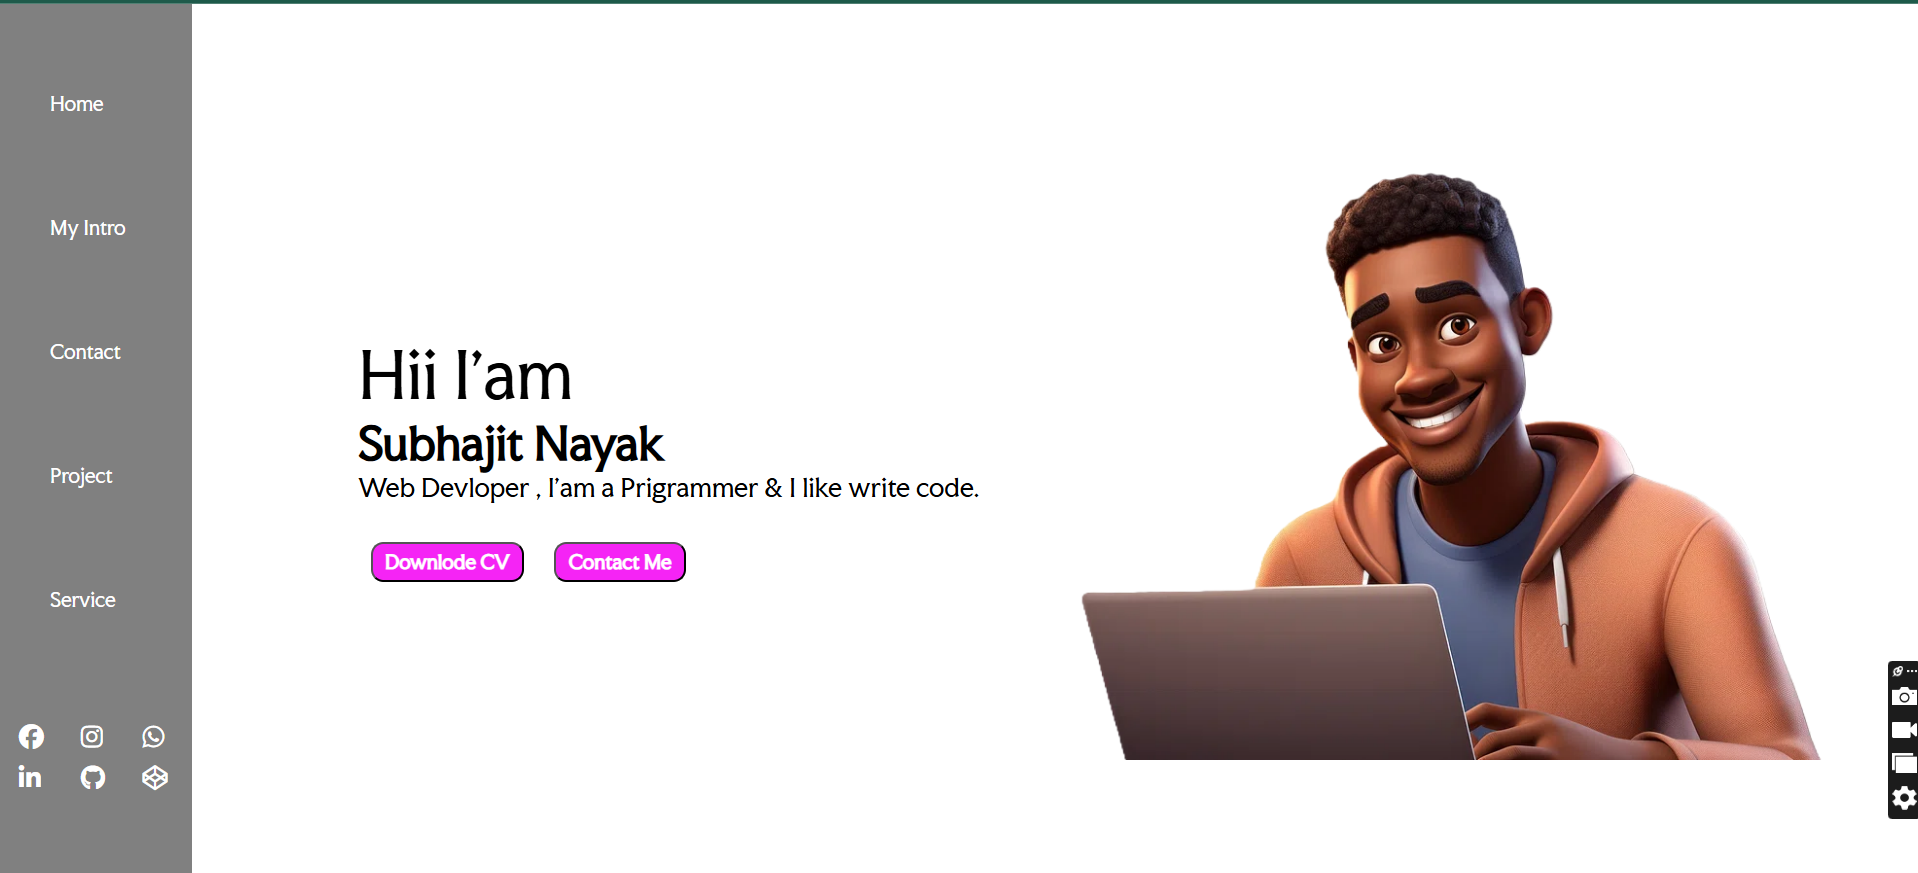 Home
My Intro
Contact
Project
Service
Hii I'am
Subhajit Nayak
Web Devloper , I'am a Prigrammer & I like write code.
Downlode CV
Contact Me